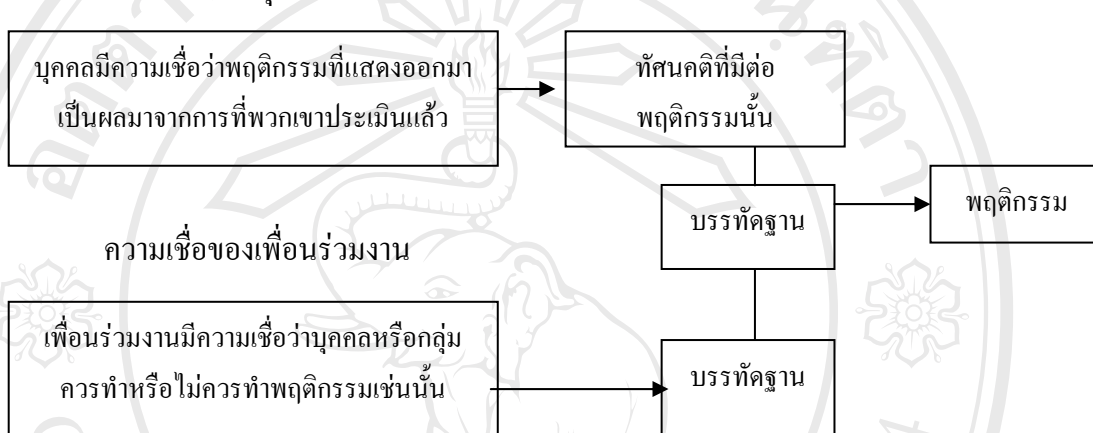 บุคคลมีความเชื่อว่าพฤติกรรมที่แสดงออกมา
เป็นผลมาจากการที่พวกเขาประเมินแล้ว
ทัศนคติที่มีต่อ
พฤติกรรมนั้น
บรรทัดฐาน
พฤติกรรม
ความเชื่อของเพื่อนร่วมงาน
เพื่อนร่วมงานมีความเชื่อว่าบุคคลหรือกลุ่ม
ควรทำหรือไม่ควรทำพฤติกรรมเช่นนั้น
บรรทัดฐาน